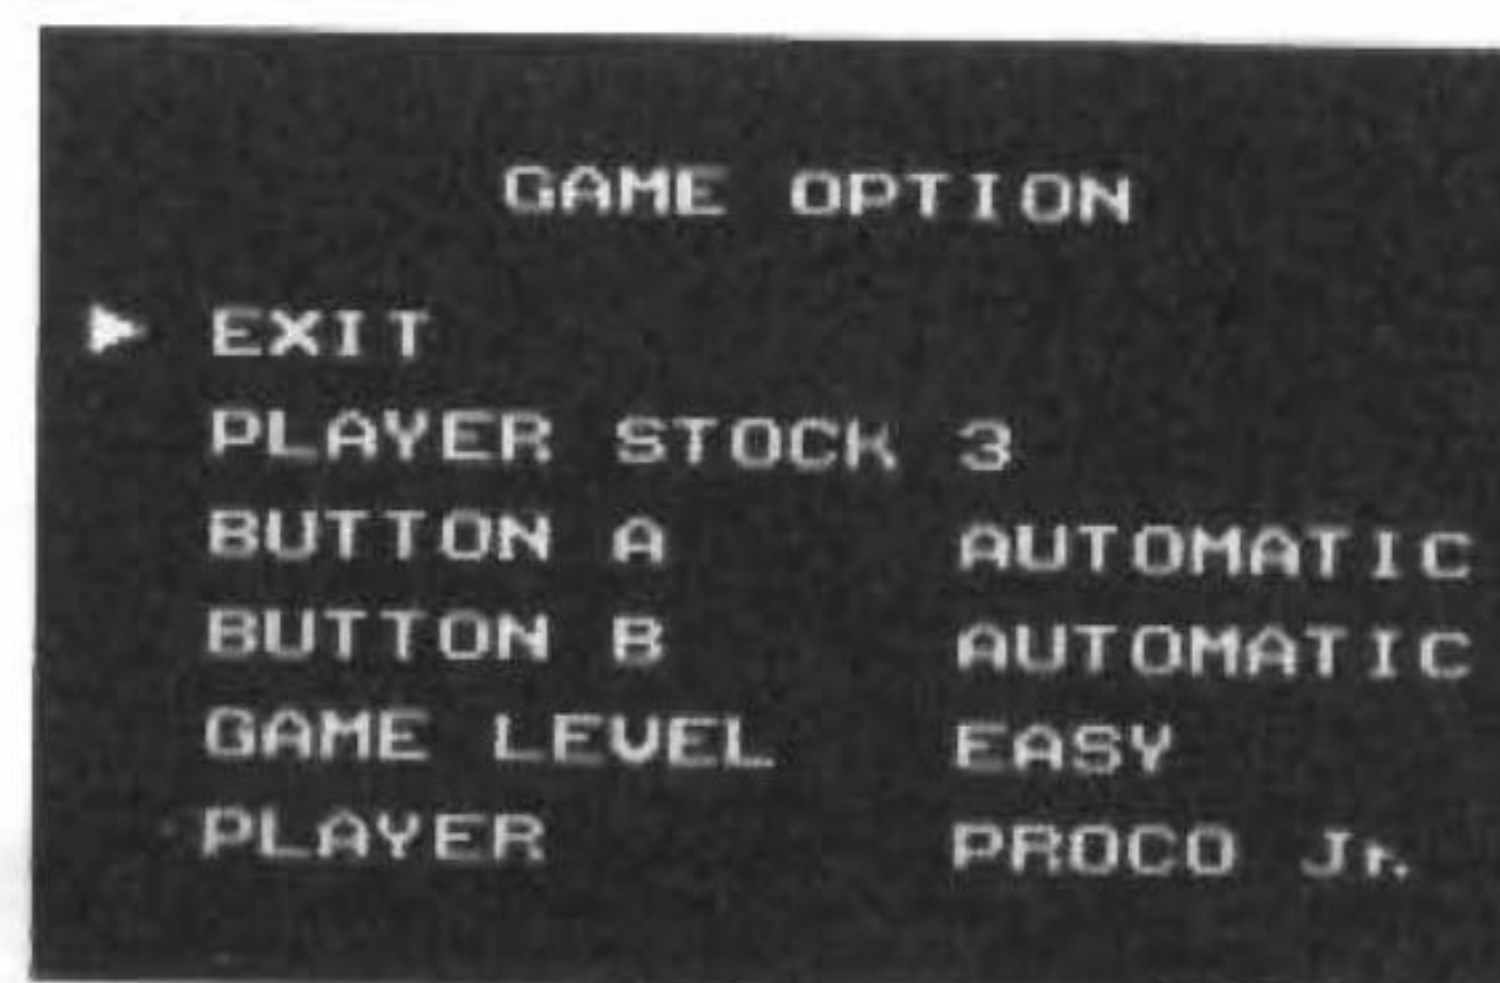 GAME OPTION
EXIT
PLAYER STOCK 3
BUTTON A AUTOMATIC
BUTTON B AUTOMATIC
GAME LEVEL EASY
PLAYER PROCO Jr.